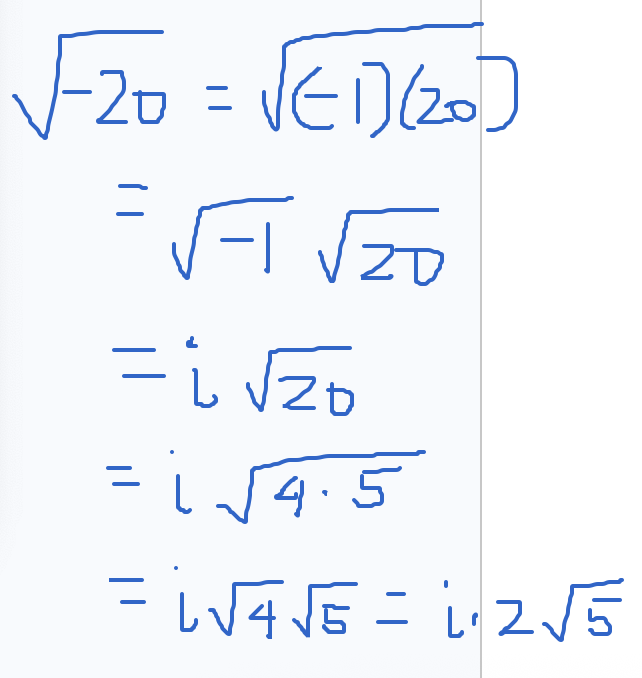 √-20 = √(-1)(20)
= √-1 √20
= i √20
= i √4·5
= i√4√5 = i·2√5